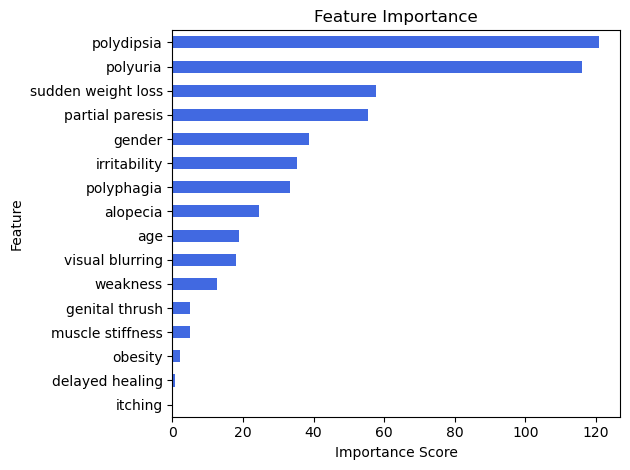 Feature Importance
Feature
polydipsia
polyuria
sudden weight loss
partial paresis
gender
irritability
polyphagia
alopecia
age
visual blurring
weakness
genital thrush
muscle stiffness
obesity
delayed healing
itching
0 20 40 60 80 100 120
Importance Score